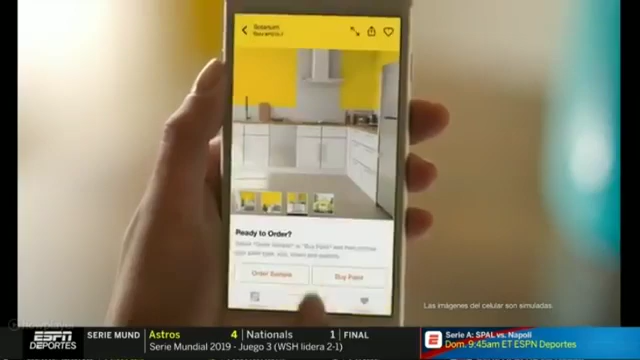 Ready to Order?
Order Sample
Buy Paint
Las imágenes del celular son simuladas.
ESPN
DEPORTES
SERIE MUND
Astros 4
Nationals 1
FINAL
Serie Mundial 2019 - Juego 3 (WSH lidera 2-1)
Serie A: SPAL vs. Napoli
Dom. 9:45am ET ESPN Deportes